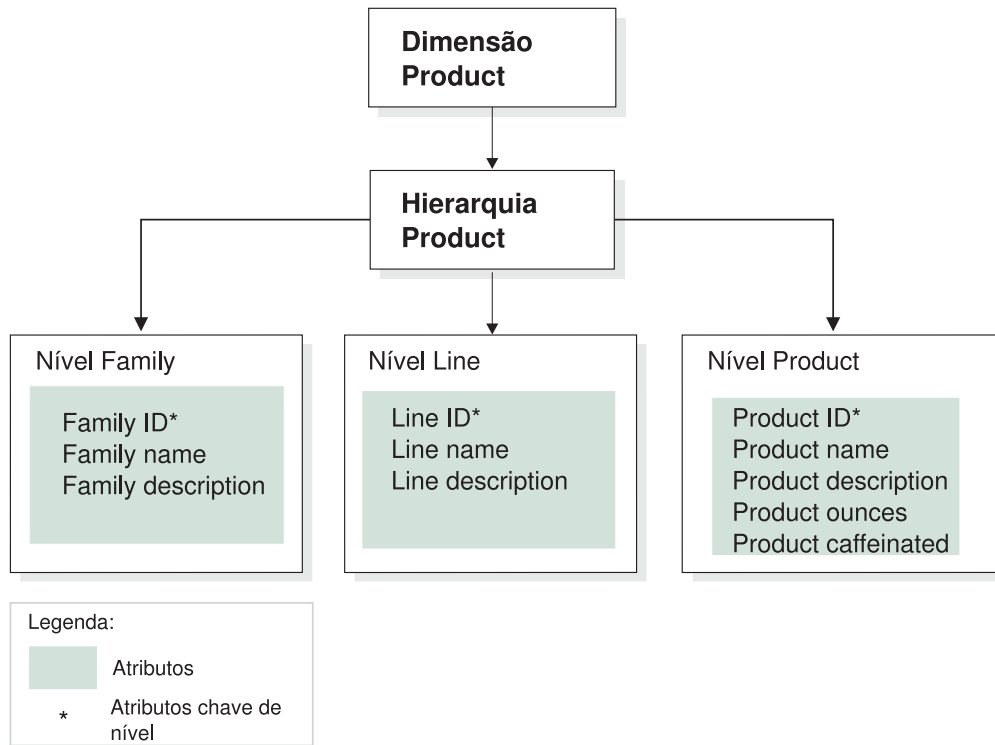 Dimensão
Product
Hierarquia
Product
Nível Family
Family ID*
Family name
Family description
Nível Line
Line ID*
Line name
Line description
Nível Product
Product ID*
Product name
Product description
Product ounces
Product caffeinated
Legenda:
Atributos
* Atributos chave de
nível